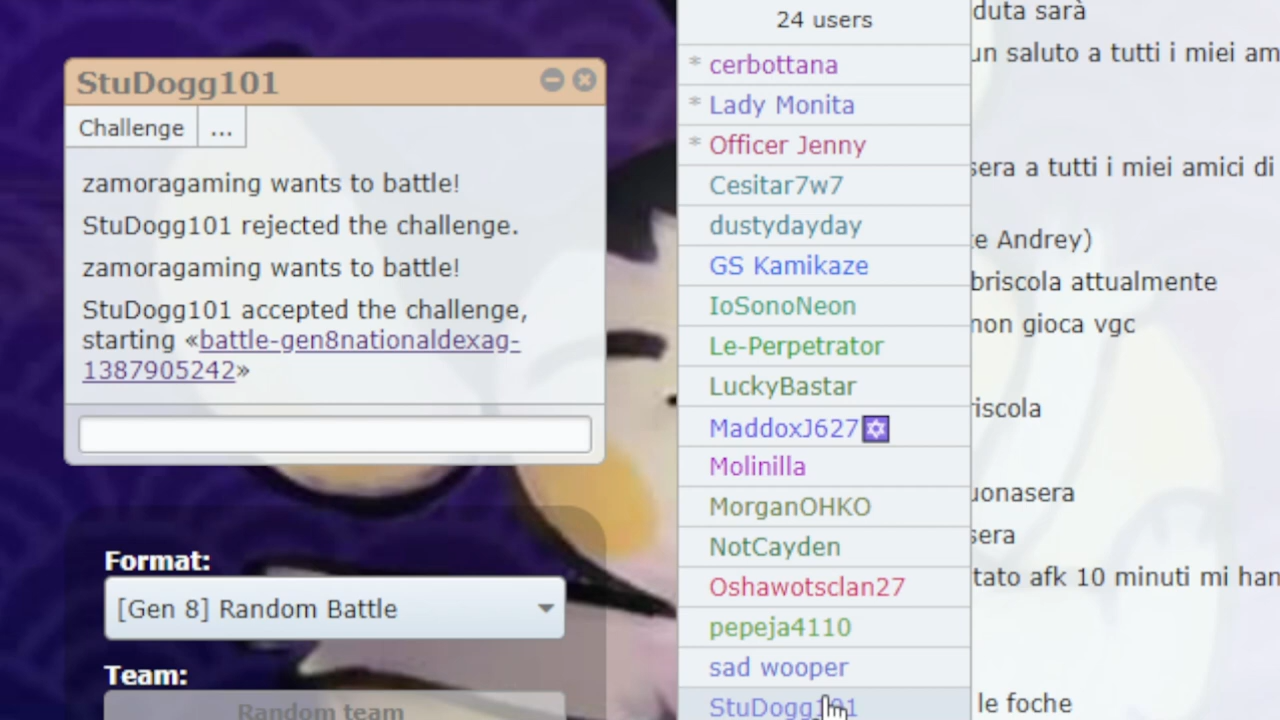 StuDogg101
Challenge
...
zamoragaming wants to battle!
StuDogg101 rejected the challenge.
zamoragaming wants to battle!
StuDogg101 accepted the challenge,
starting «battle-gen8nationaldexag-
1387905242»
Format:
[Gen 8] Random Battle
Team:
Random team
24 users
* cerbottana
* Lady Monita
* Officer Jenny
Cesitar7w7
dustydayday
GS Kamikaze
IoSonoNeon
Le-Perpetrator
LuckyBastar
MaddoxJ627
Molinilla
MorganOHKO
NotCayden
Oshawotsclan27
pepeja4110
sad wooper
StuDogg101
duta sarà
un saluto a tutti i miei am
sera a tutti i miei amici di
te Andrey)
briscola attualmente
non gioca vgc
riscola
uonasera
sera
tato afk 10 minuti mi han
le foche